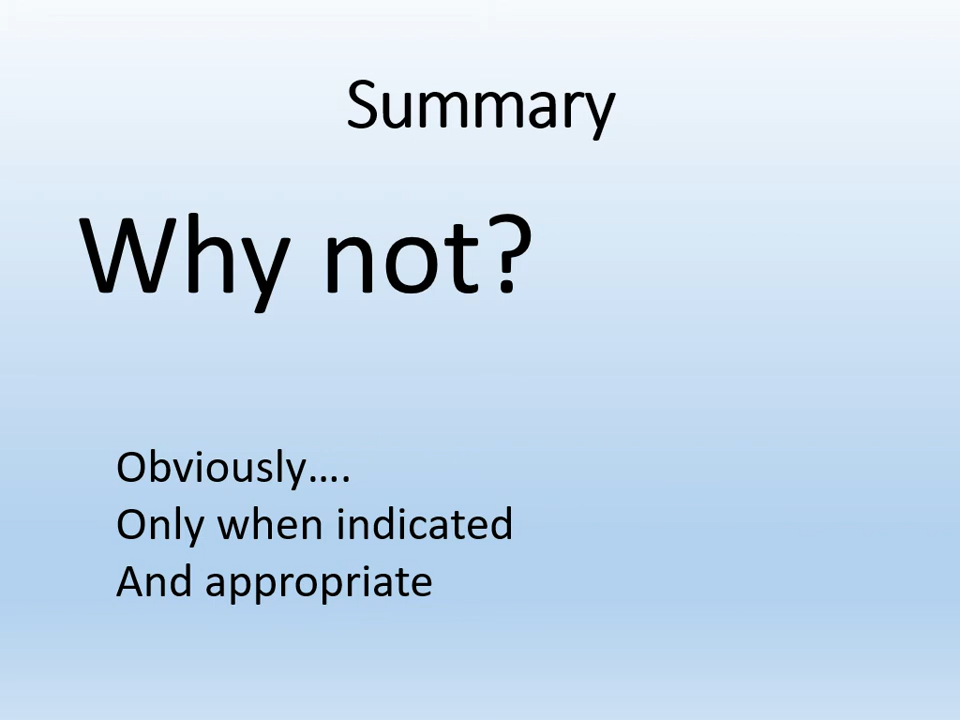 Summary
Why not?
Obviously….
Only when indicated
And appropriate